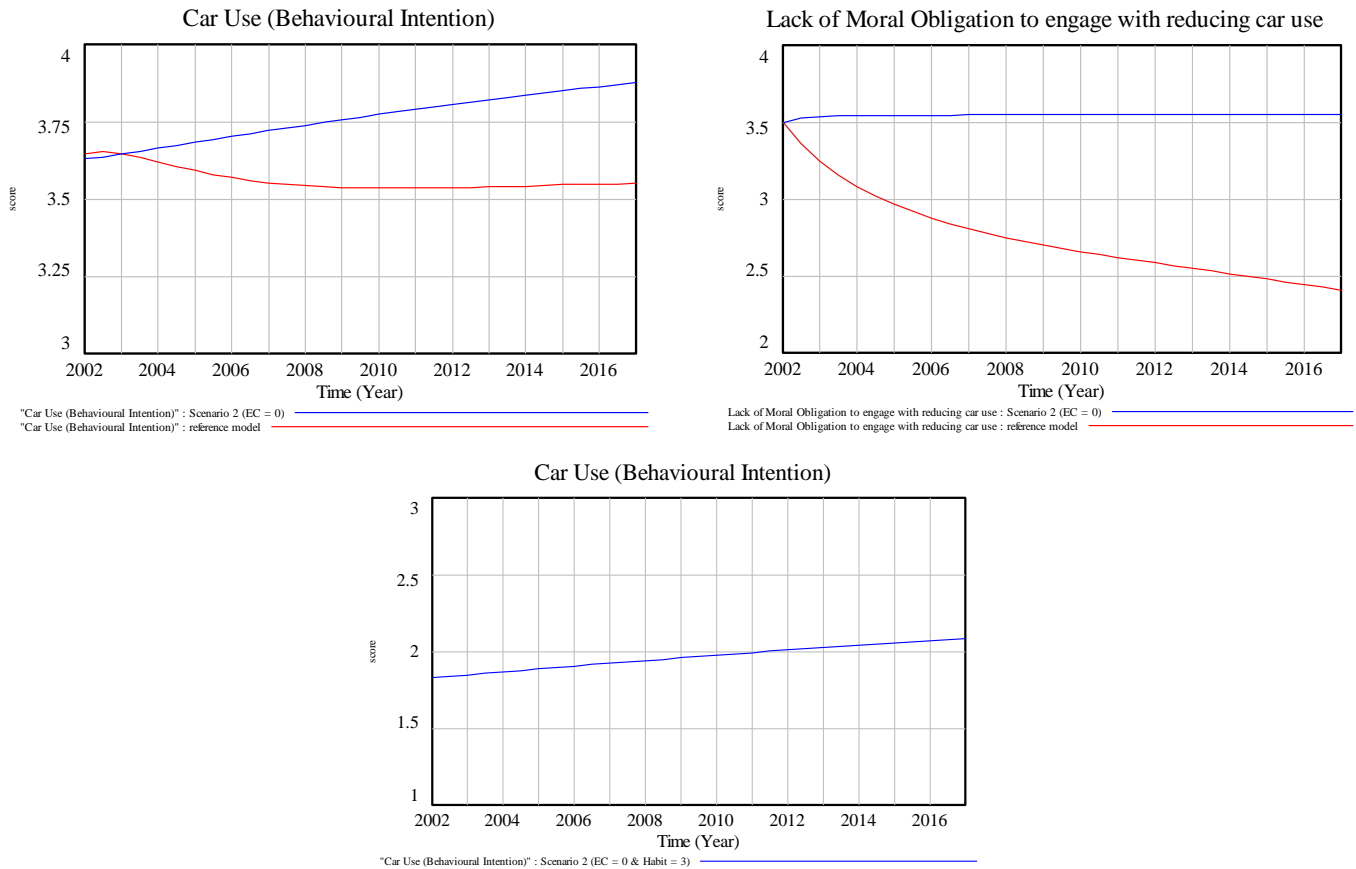 Car Use (Behavioural Intention)
4
3.75
3.5
3.25
3
score
2002 2004 2006 2008 2010 2012 2014 2016
Time (Year)
"Car Use (Behavioural Intention)" : Scenario 2 (EC = 0)
"Car Use (Behavioural Intention)" : reference model
Lack of Moral Obligation to engage with reducing car use
4
3.5
3
2.5
2
score
2002 2004 2006 2008 2010 2012 2014 2016
Time (Year)
Lack of Moral Obligation to engage with reducing car use : Scenario 2 (EC = 0)
Lack of Moral Obligation to engage with reducing car use : reference model
Car Use (Behavioural Intention)
3
2.5
2
1.5
1
score
2002 2004 2006 2008 2010 2012 2014 2016
Time (Year)
"Car Use (Behavioural Intention)" : Scenario 2 (EC = 0 & Habit = 3)